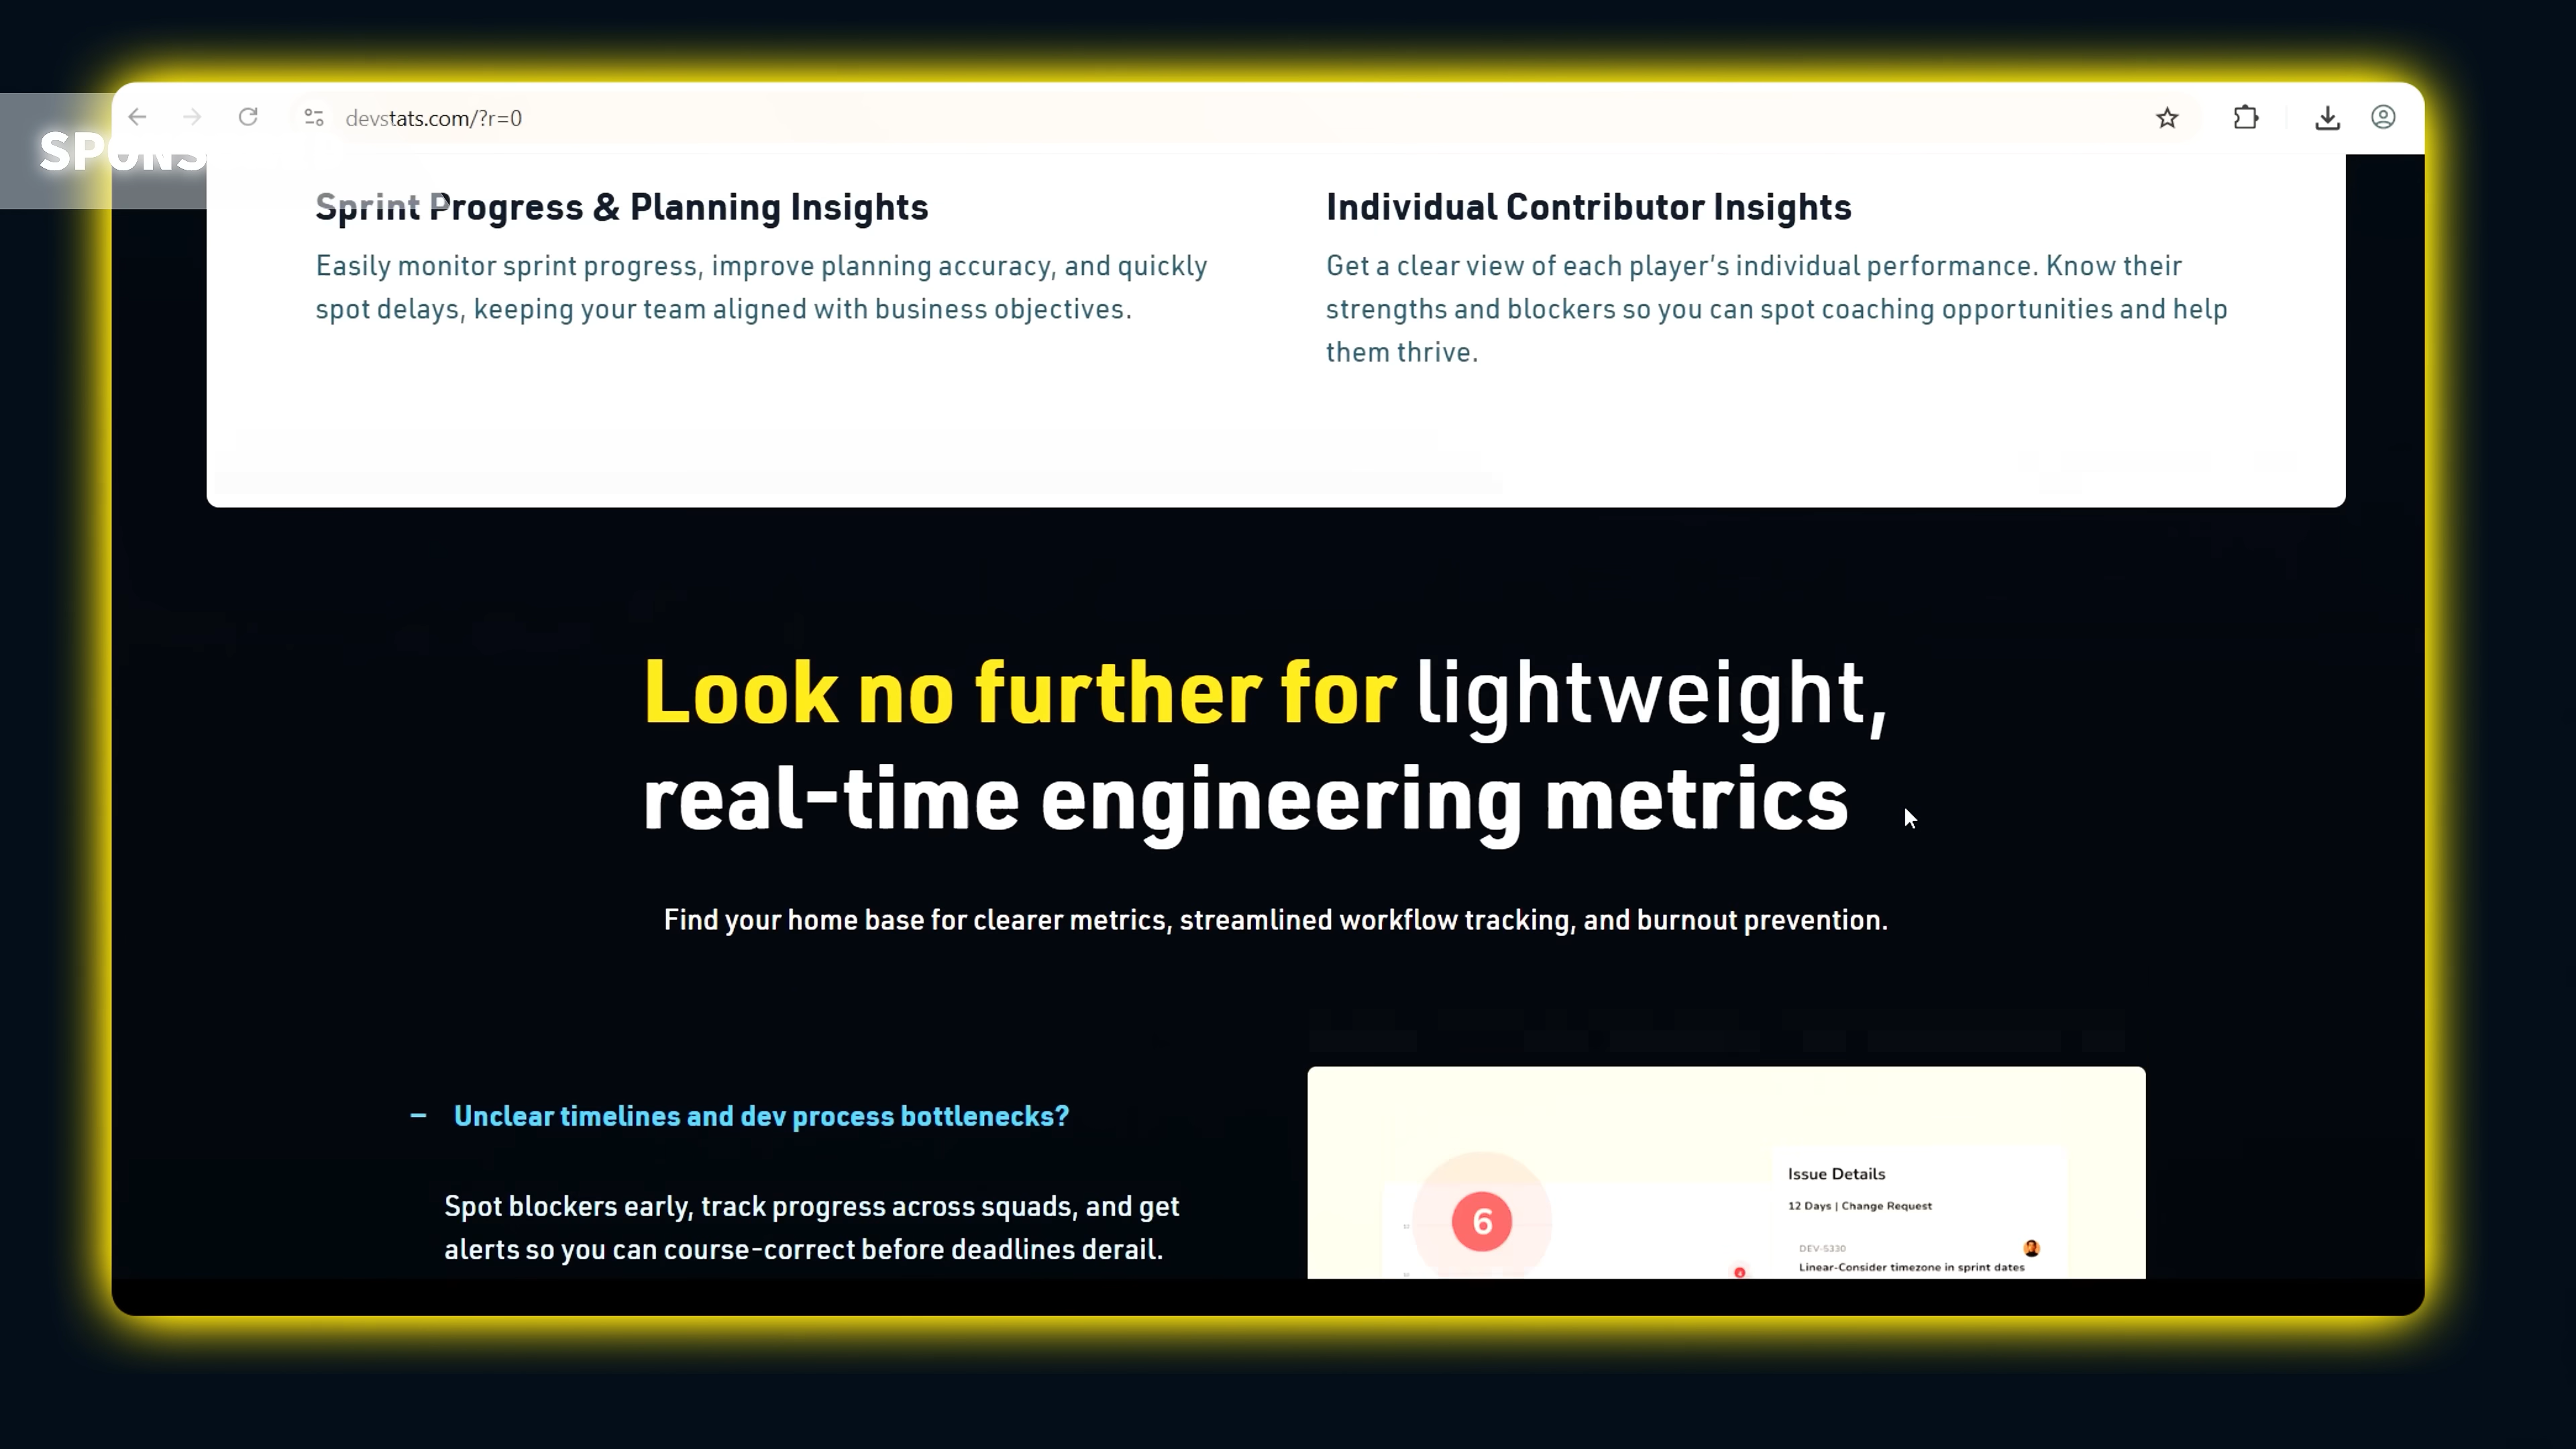 devstats.com/?r=0
SPONS
Sprint Progress & Planning Insights
Easily monitor sprint progress, improve planning accuracy, and quickly
spot delays, keeping your team aligned with business objectives.
Individual Contributor Insights
Get a clear view of each player's individual performance. Know their
strengths and blockers so you can spot coaching opportunities and help
them thrive.
Look no further for lightweight,
real-time engineering metrics
Find your home base for clearer metrics, streamlined workflow tracking, and burnout prevention.
– Unclear timelines and dev process bottlenecks?
Spot blockers early, track progress across squads, and get
alerts so you can course-correct before deadlines derail.
6
Issue Details
12 Days | Change Request
DEV-5330
Linear-Consider timezone in sprint dates